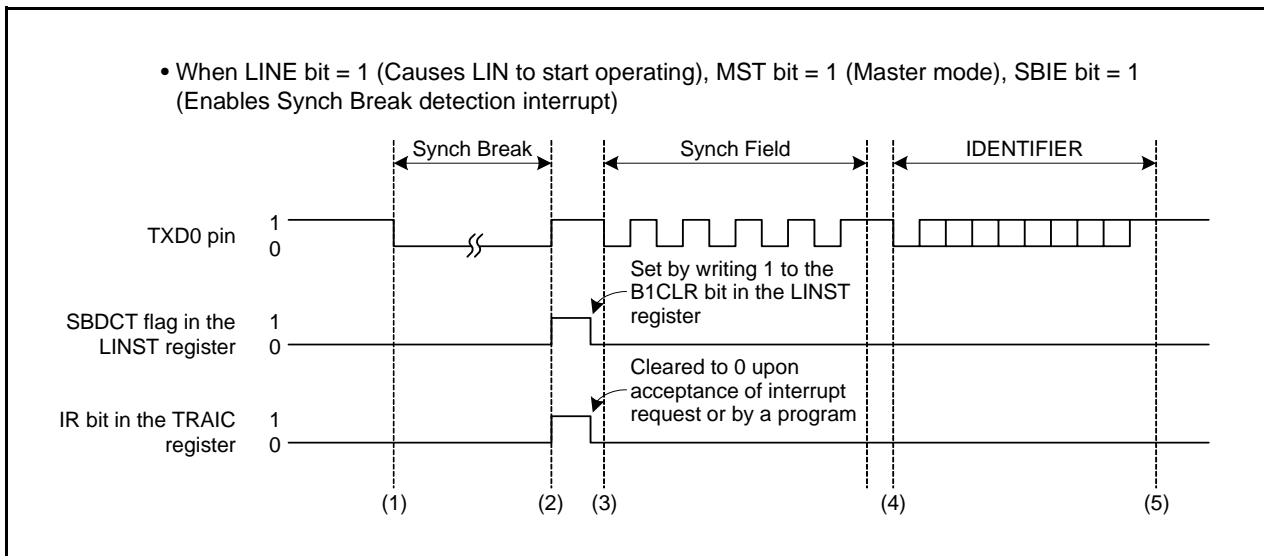 • When LINE bit = 1 (Causes LIN to start operating), MST bit = 1 (Master mode), SBIE bit = 1
(Enables Synch Break detection interrupt)
Synch Break
Synch Field
IDENTIFIER
TXD0 pin
1
0
Set by writing 1 to the
B1CLR bit in the LINST
register
SBDCT flag in the
LINST register
1
0
Cleared to 0 upon
acceptance of interrupt
request or by a program
IR bit in the TRAIC
register
1
0
(1)
(2)
(3)
(4)
(5)